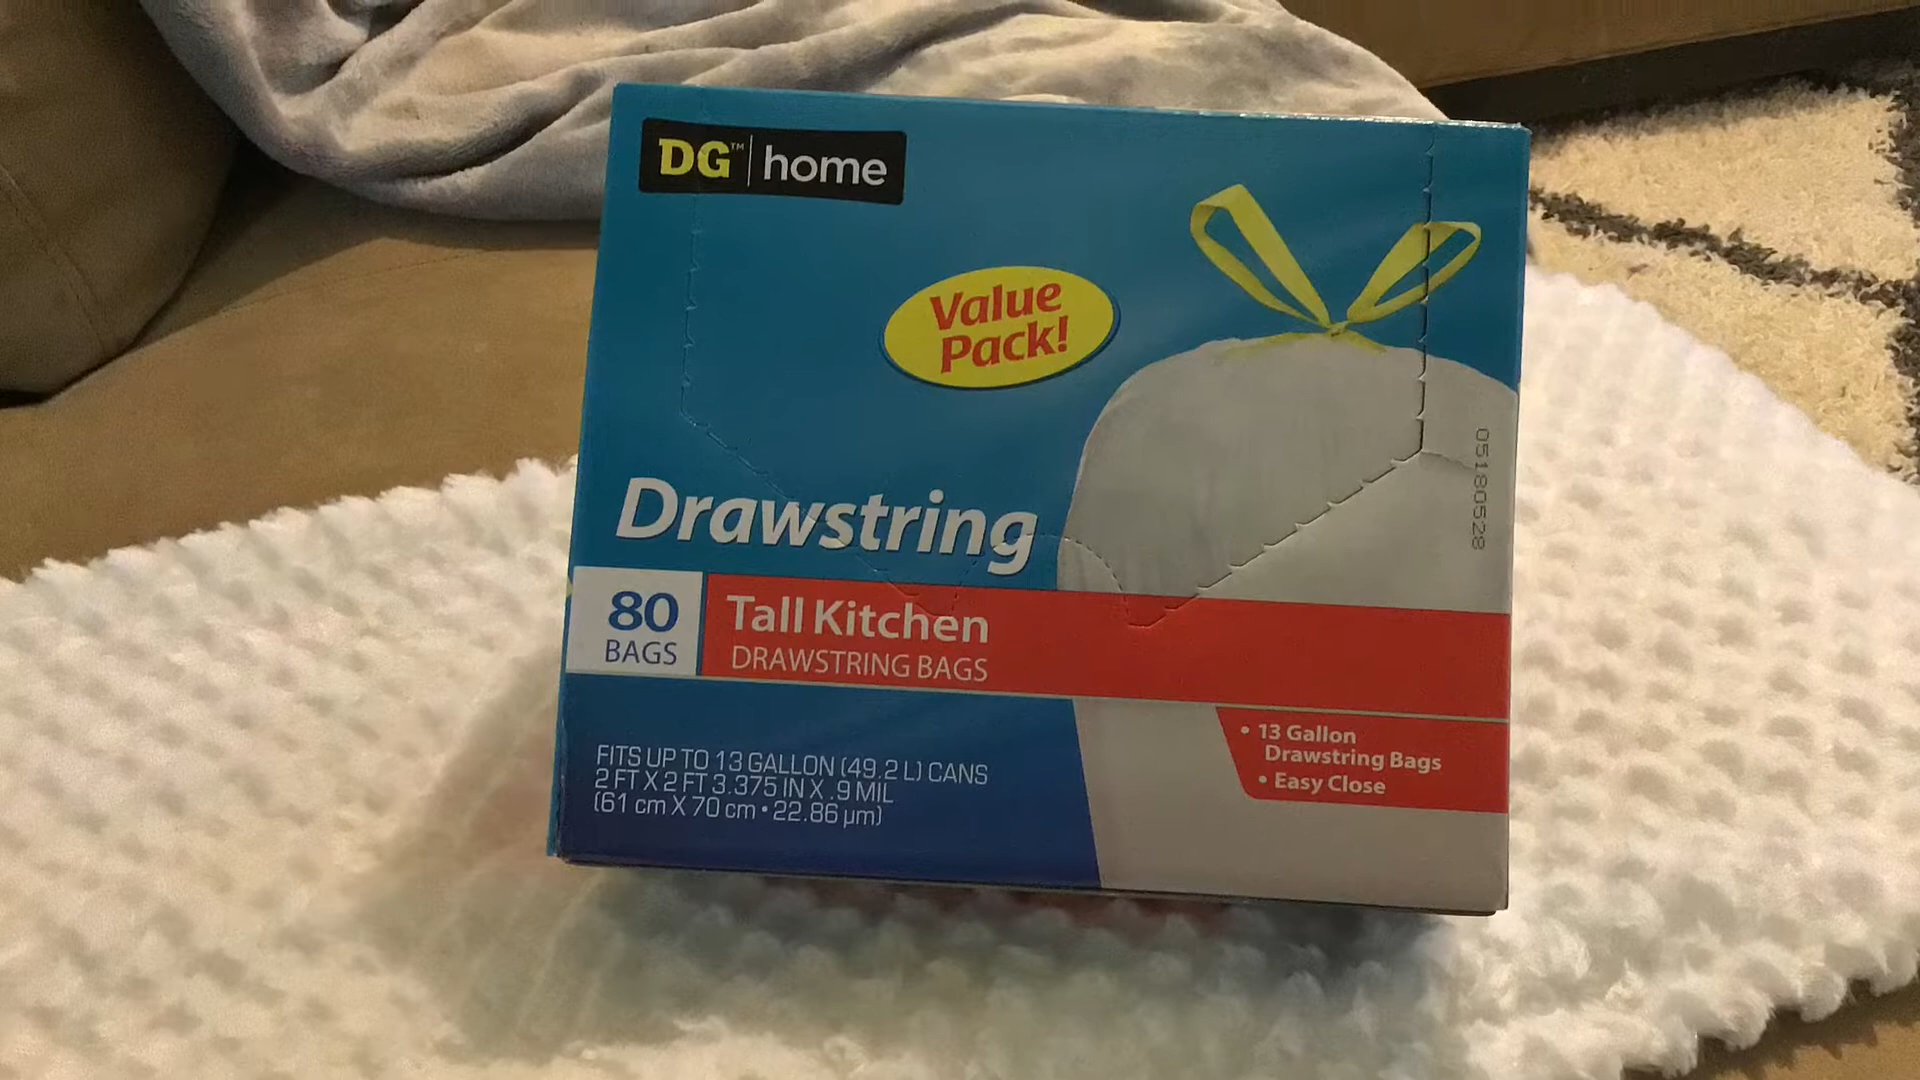 DG™ home
Value
Pack!
Drawstring
80
BAGS
Tall Kitchen
DRAWSTRING BAGS
FITS UP TO 13 GALLON (49.2 L) CANS
2 FT X 2 FT 3.375 IN X .9 MIL
(61 cm X 70 cm • 22.86 µm)
• 13 Gallon
Drawstring Bags
• Easy Close
05180528